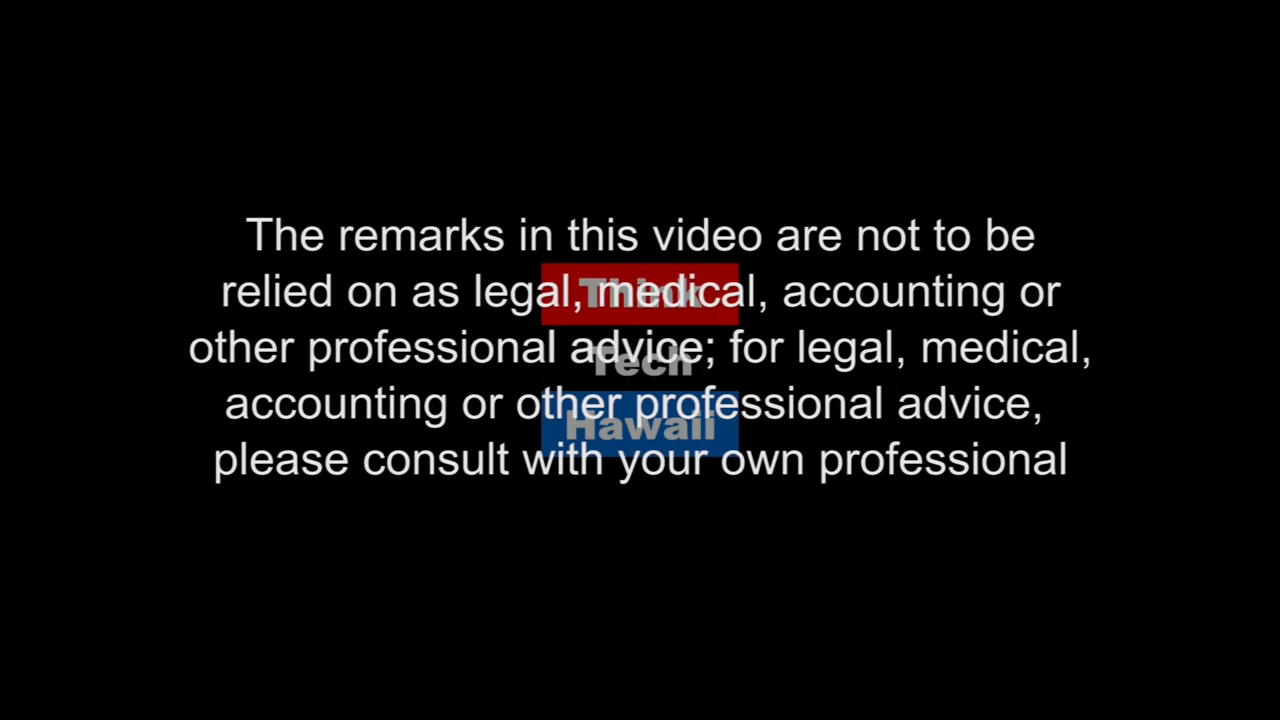 The remarks in this video are not to be
relied on as legal, medical, accounting or
other professional advice; for legal, medical,
accounting or other professional advice,
please consult with your own professional
Think
Tech
Hawaii